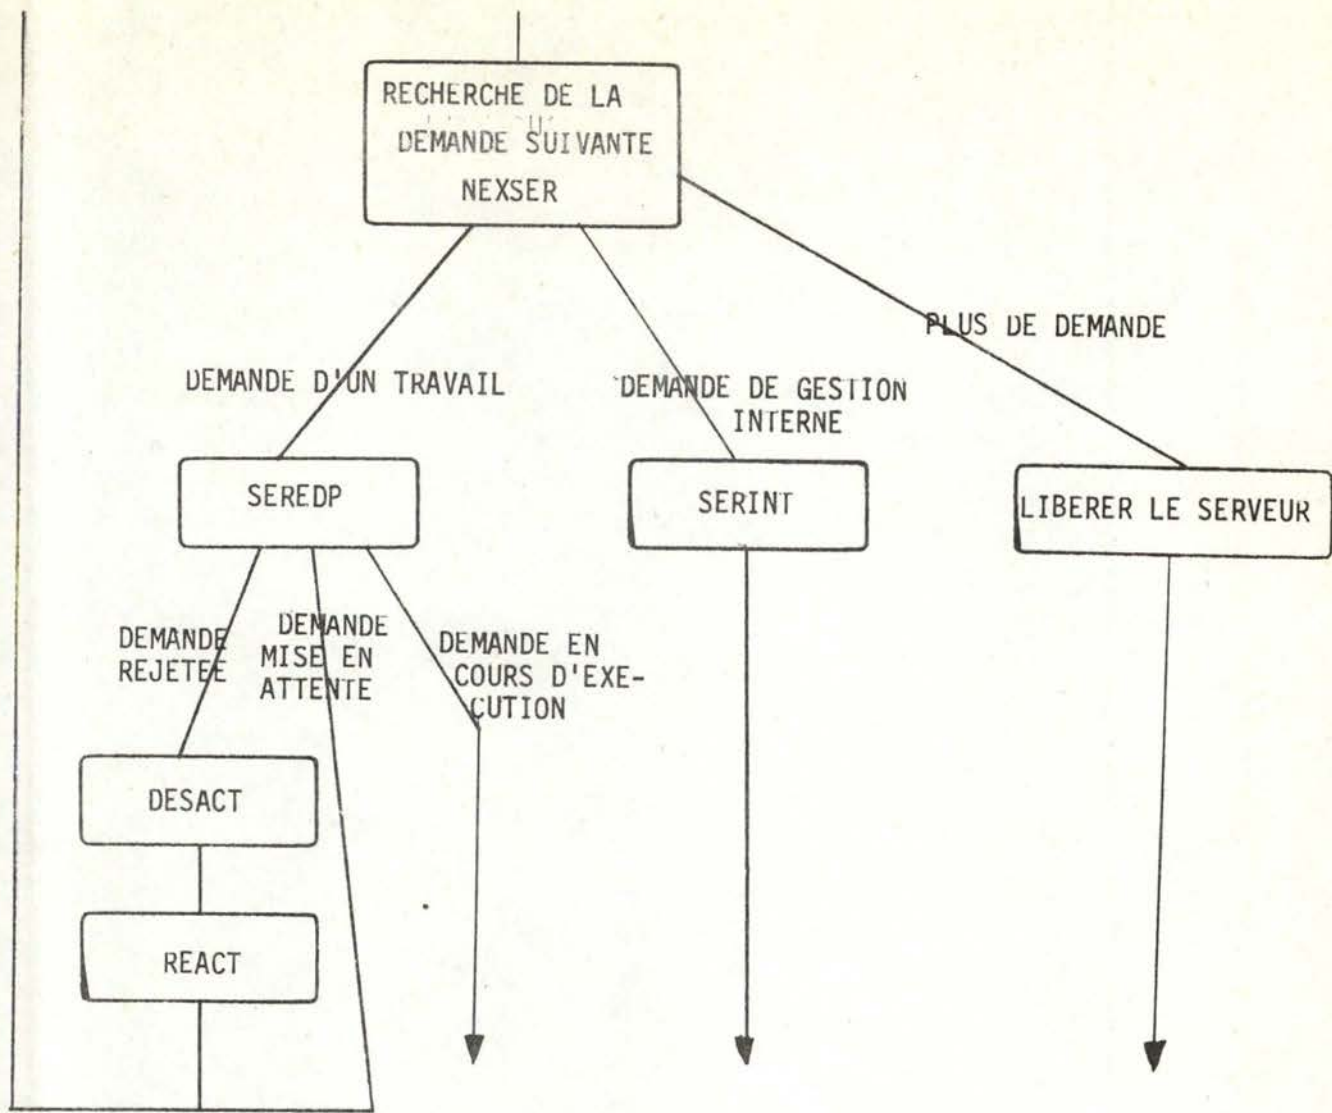 RECHERCHE DE LA
DEMANDE SUIVANTE
NEXSER
PLUS DE DEMANDE
DEMANDE D'UN TRAVAIL
DEMANDE DE GESTION
INTERNE
SEREDP
SERINT
LIBERER LE SERVEUR
DEMANDE
REJETEE
DEMANDE
MISE EN
ATTENTE
DEMANDE EN
COURS D'EXE-
CUTION
DESACT
REACT